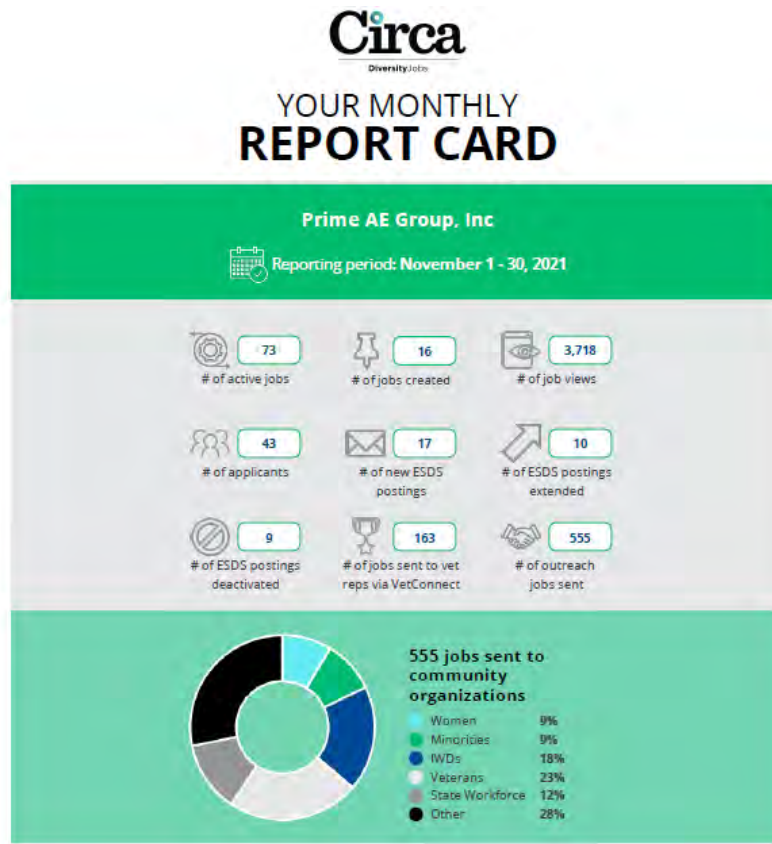 Circa
DiversityJobs
YOUR MONTHLY
REPORT CARD
Prime AE Group, Inc
Reporting period: November 1 - 30, 2021
73
# of active jobs
16
# of jobs created
3,718
# of job views
43
# of applicants
17
# of new ESDS
postings
10
# of ESDS postings
extended
9
# of ESDS postings
deactivated
163
# of jobs sent to vet
reps via VetConnect
555
# of outreach
jobs sent
555 jobs sent to
community
organizations
Women 9%
Minorities 9%
IWDs 18%
Veterans 23%
State Workforce 12%
Other 28%